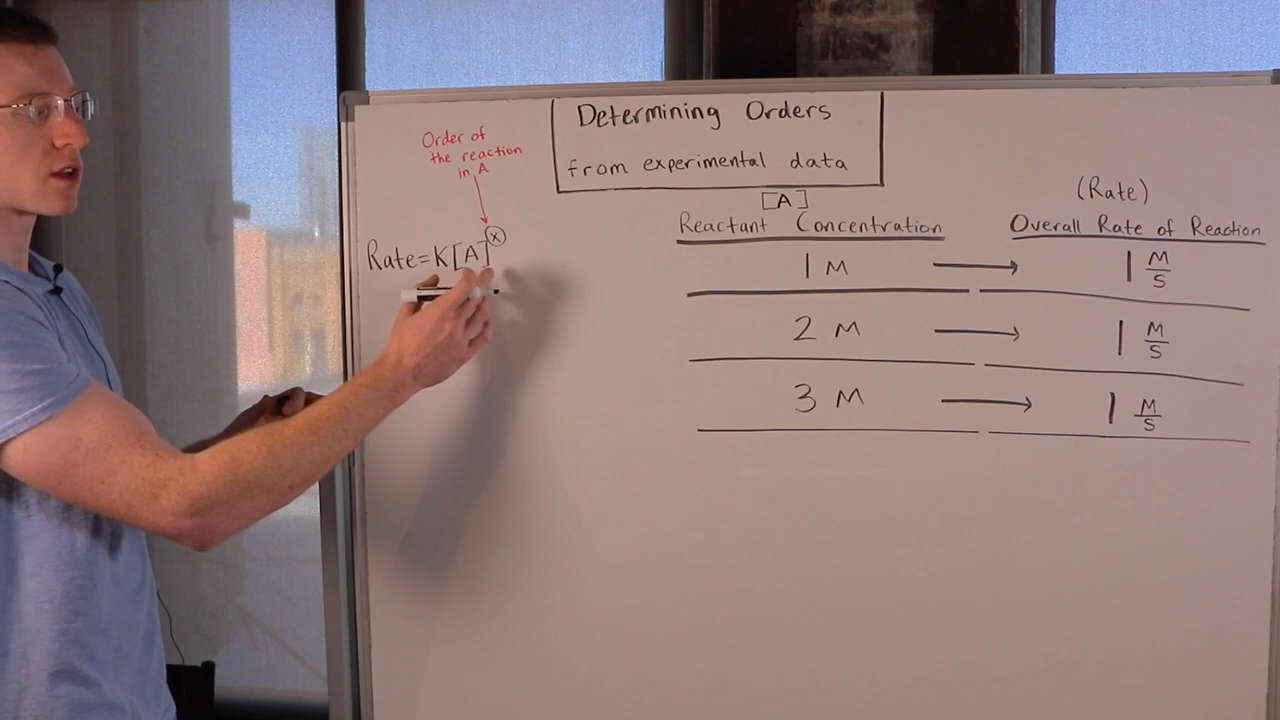 Determining Orders
from experimental data
Order of
the reaction
in A
Rate=K[A]^x
[A]
Reactant Concentration
(Rate)
Overall Rate of Reaction
1 M → 1 M/S
2 M → 1 M/S
3 M → 1 M/S